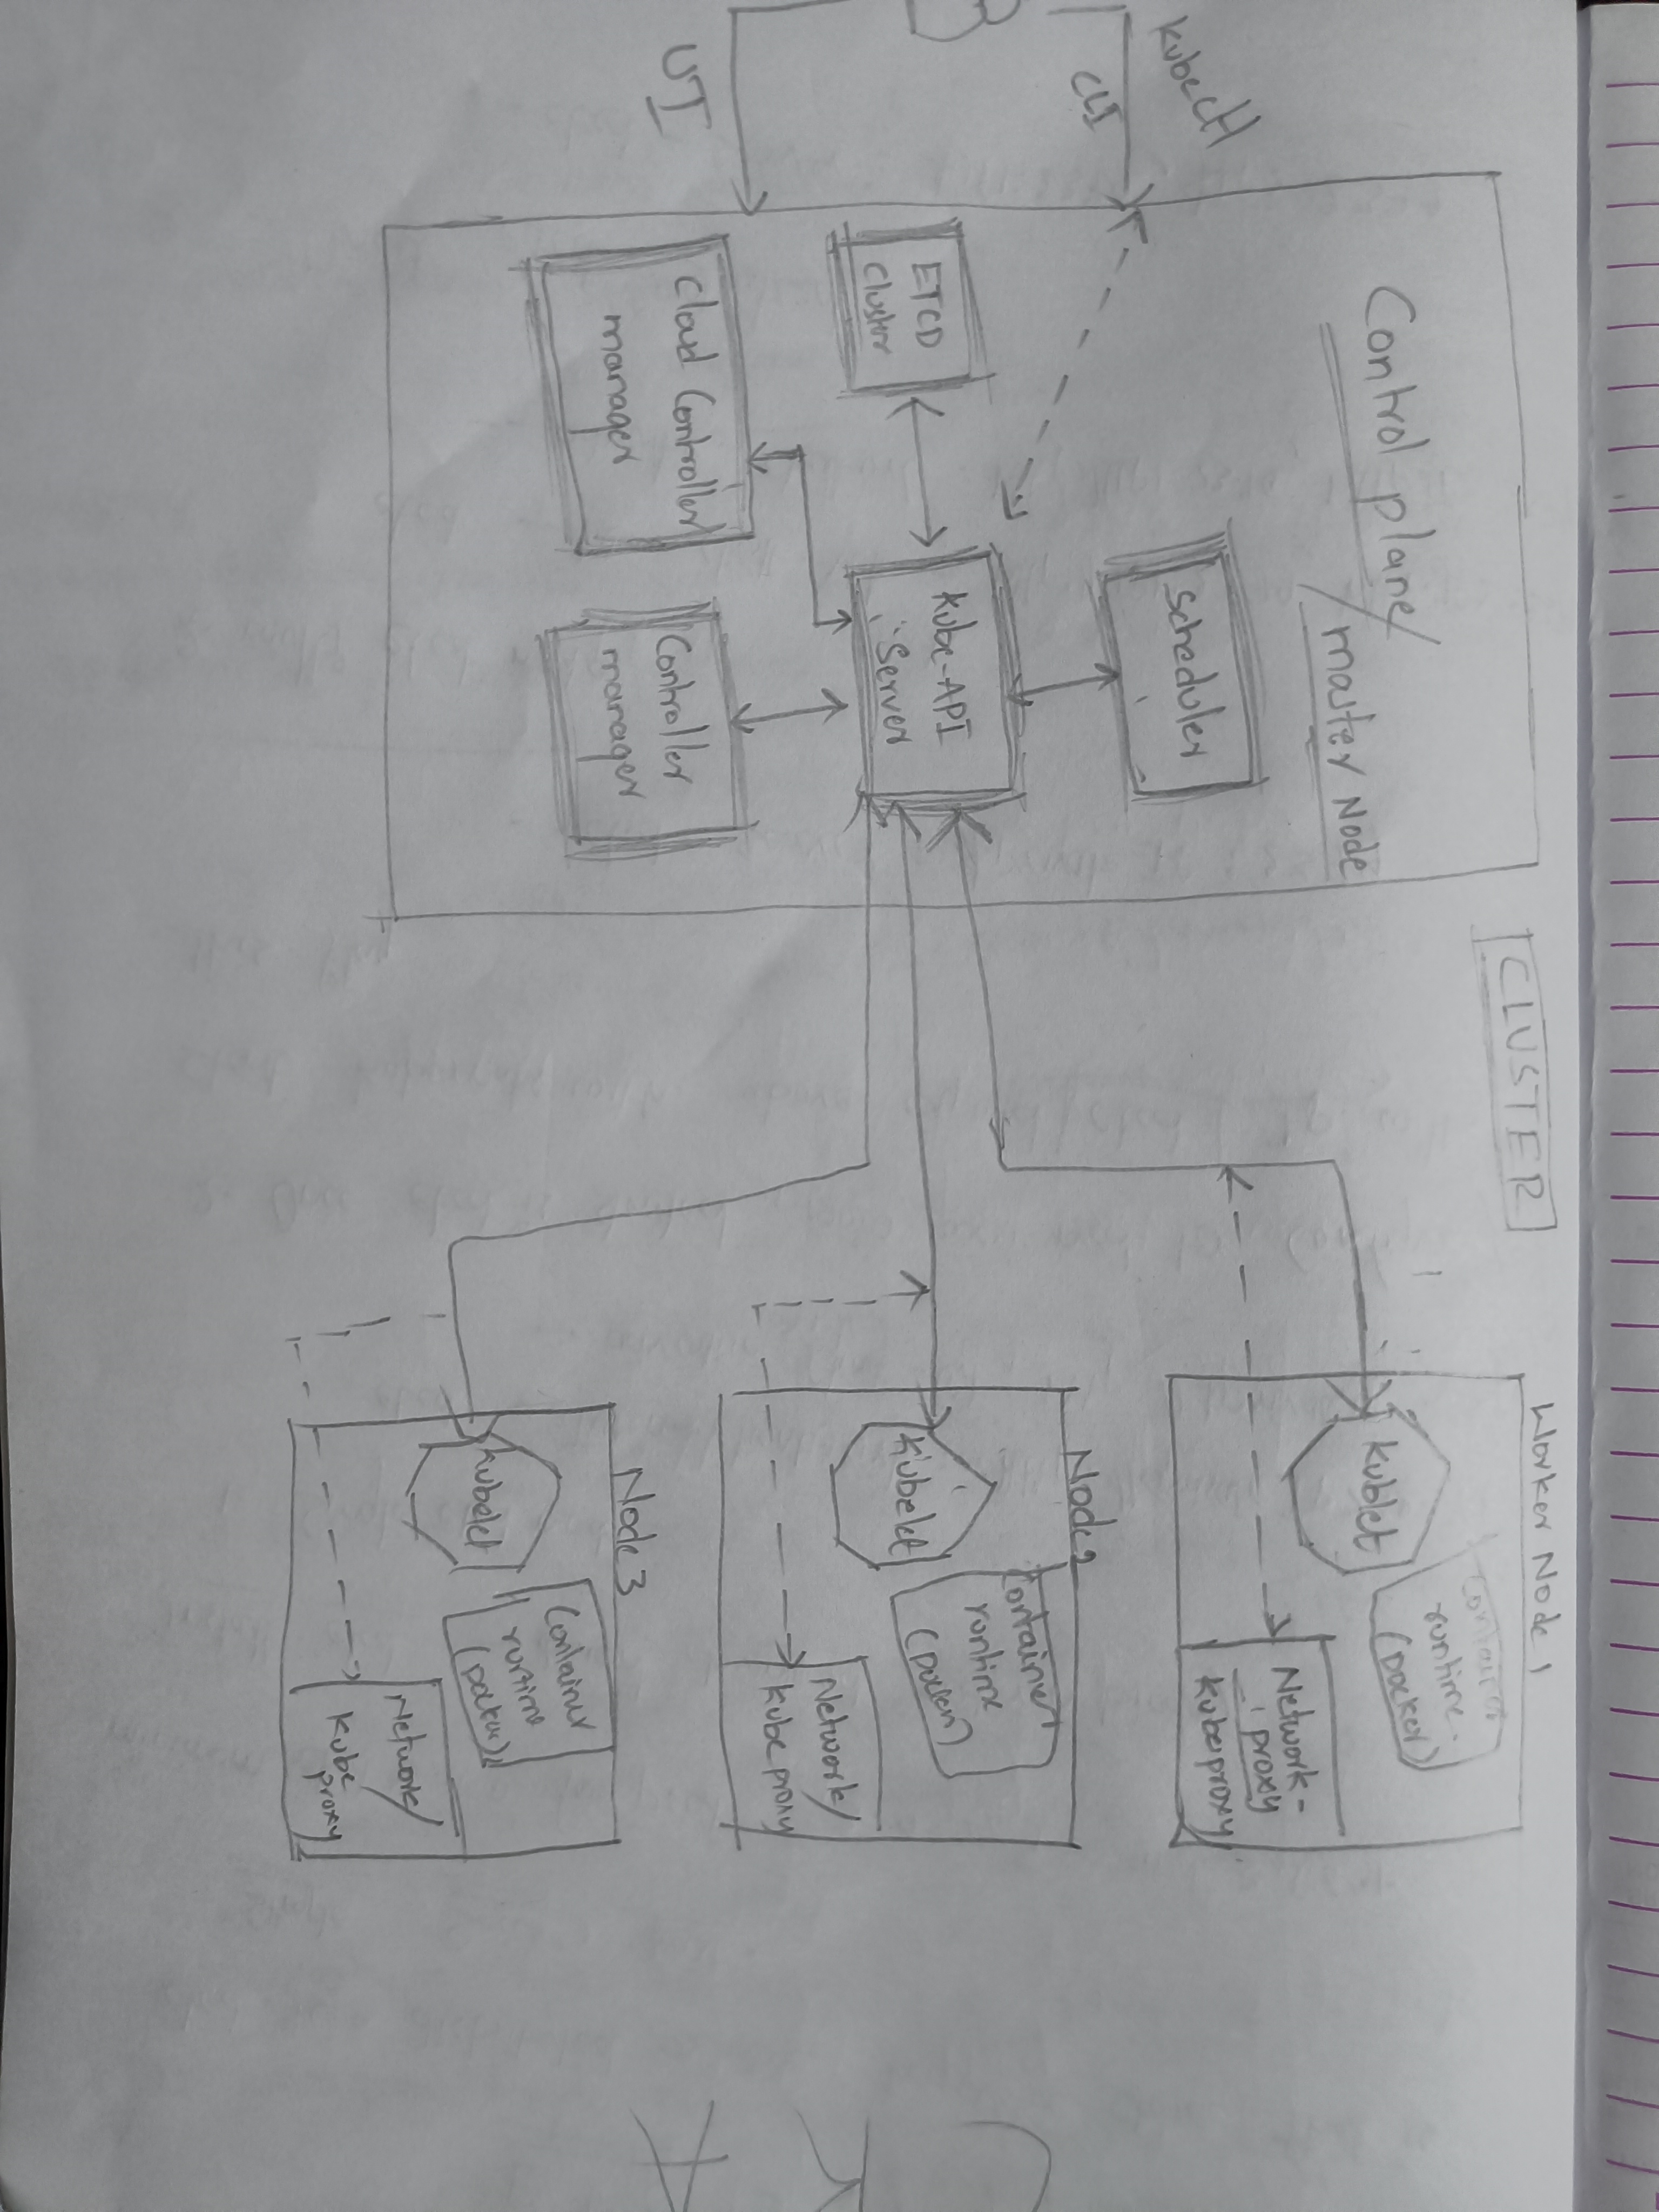 CLUSTER
Control plane/
master Node
kubectl
CLI
UI
Scheduler
ETCD
Cluster
Kube-API
Server
Cloud Controller
manager
Controller
manager
Worker Node 1
Kublet
Container
runtime.
(Docker)
Network-
proxy
Kubeproxy
Node 2
Kubelet
Container
runtime
(Docker)
Network/
Kube proxy
Node 3
Kubelet
Container
runtime
(Docker)
Network/
Kube
proxy